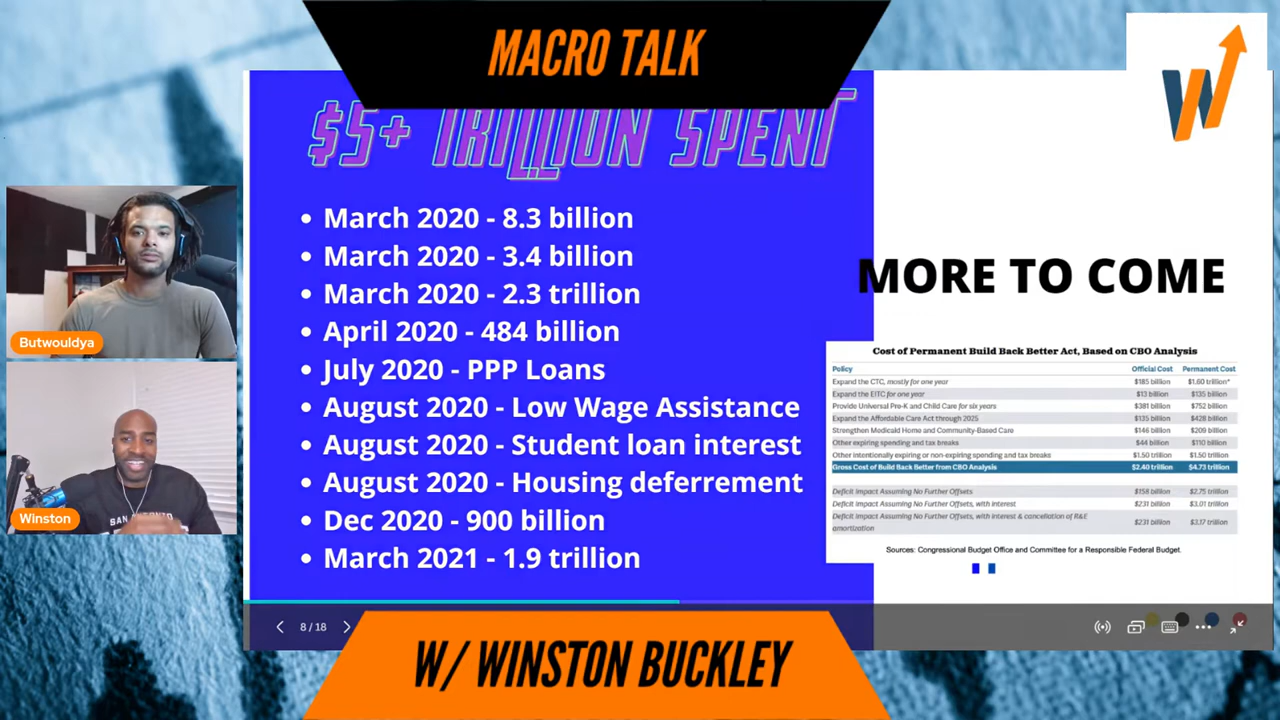 MACRO TALK
$5+ TRILLION SPENT
• March 2020 - 8.3 billion
• March 2020 - 3.4 billion
• March 2020 - 2.3 trillion
• April 2020 - 484 billion
• July 2020 - PPP Loans
• August 2020 - Low Wage Assistance
• August 2020 - Student loan interest
• August 2020 - Housing deferrement
• Dec 2020 - 900 billion
• March 2021 - 1.9 trillion
MORE TO COME
Cost of Permanent Build Back Better Act, Based on CBO Analysis
Policy Official Cost Permanent Cost
Expand the CTC, mostly for one year $185 billion $1.60 trillion*
Expand the EITC for one year $13 billion $135 billion
Provide Universal Pre-K and Child Care for six years $381 billion $752 billion
Expand the Affordable Care Act through 2025 $135 billion $428 billion
Strengthen Medicaid Home and Community-Based Care $146 billion $209 billion
Other expiring spending and tax breaks $44 billion $110 billion
Other intentionally expiring or non-expiring spending and tax breaks $1.50 trillion $1.50 trillion
Gross Cost of Build Back Better from CBO Analysis $2.40 trillion $4.73 trillion
Deficit Impact Assuming No Further Offsets $158 billion $2.75 trillion
Deficit Impact Assuming No Further Offsets, with interest $231 billion $3.01 trillion
Deficit Impact Assuming No Further Offsets, with interest & cancellation of R&E
amortization $231 billion $3.17 trillion
Sources: Congressional Budget Office and Committee for a Responsible Federal Budget.
Butwouldya
Winston
SAN ANTONIO
8 / 18
W/ WINSTON BUCKLEY
W